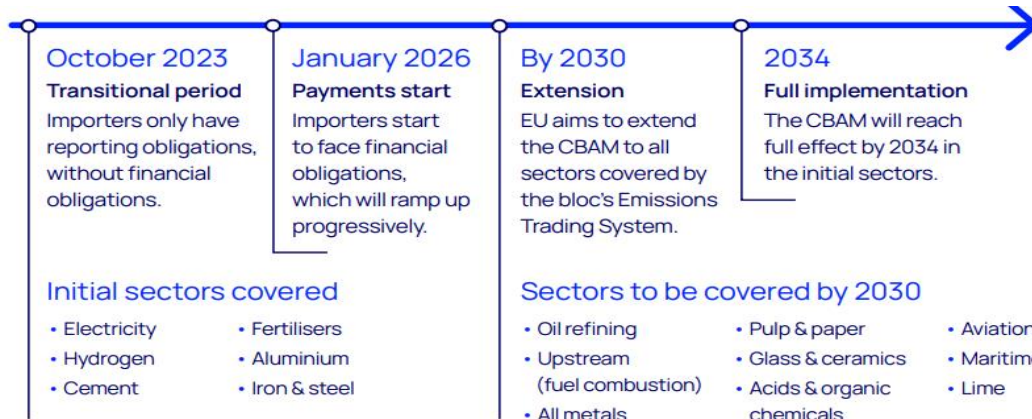 October 2023
Transitional period
Importers only have
reporting obligations,
without financial
obligations.
January 2026
Payments start
Importers start
to face financial
obligations,
which will ramp up
progressively.
By 2030
Extension
EU aims to extend
the CBAM to all
sectors covered by
the bloc's Emissions
Trading System.
2034
Full implementation
The CBAM will reach
full effect by 2034 in
the initial sectors.
Initial sectors covered
• Electricity
• Hydrogen
• Cement
• Fertilisers
• Aluminium
• Iron & steel
Sectors to be covered by 2030
• Oil refining
• Upstream
(fuel combustion)
• All metals
• Pulp & paper
• Glass & ceramics
• Acids & organic
chemicals
• Aviation
• Maritime
• Lime